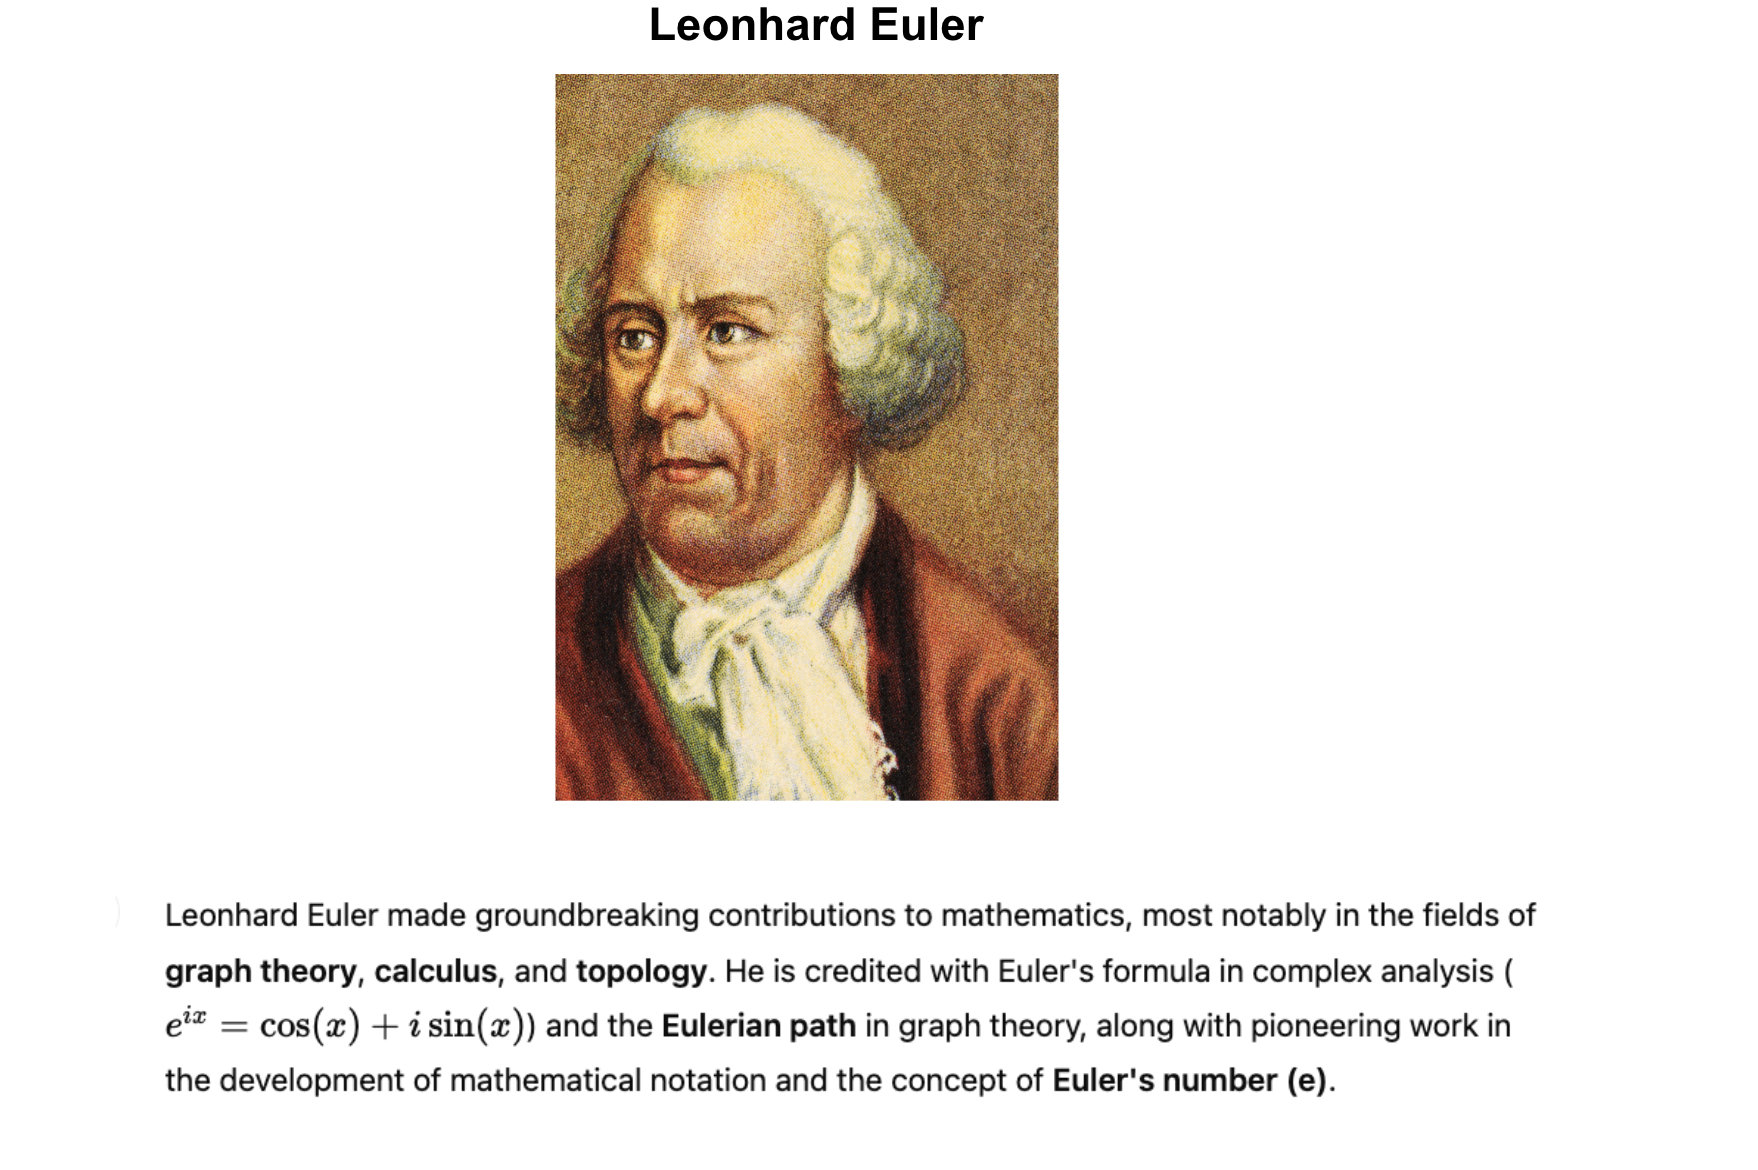 Leonhard Euler
Leonhard Euler made groundbreaking contributions to mathematics, most notably in the fields of
graph theory, calculus, and topology. He is credited with Euler's formula in complex analysis (
e^{ix} = cos(x) + i sin(x)) and the Eulerian path in graph theory, along with pioneering work in
the development of mathematical notation and the concept of Euler's number (e).